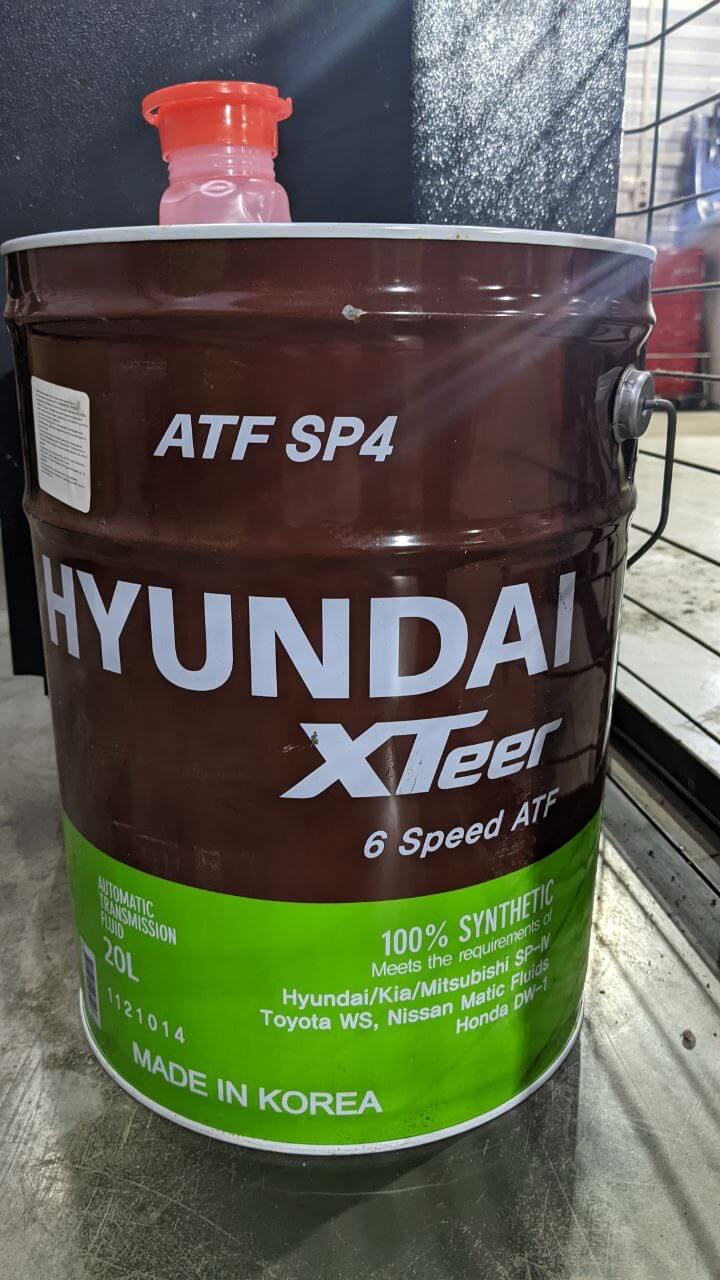 ATF SP4
HYUNDAI
XTeer
6 Speed ATF
AUTOMATIC
TRANSMISSION
FLUID
20L
1121014
100% SYNTHETIC
Meets the requirements of
Hyundai/Kia/Mitsubishi SP-IV
Toyota WS, Nissan Matic Fluids
Honda DW-1
MADE IN KOREA